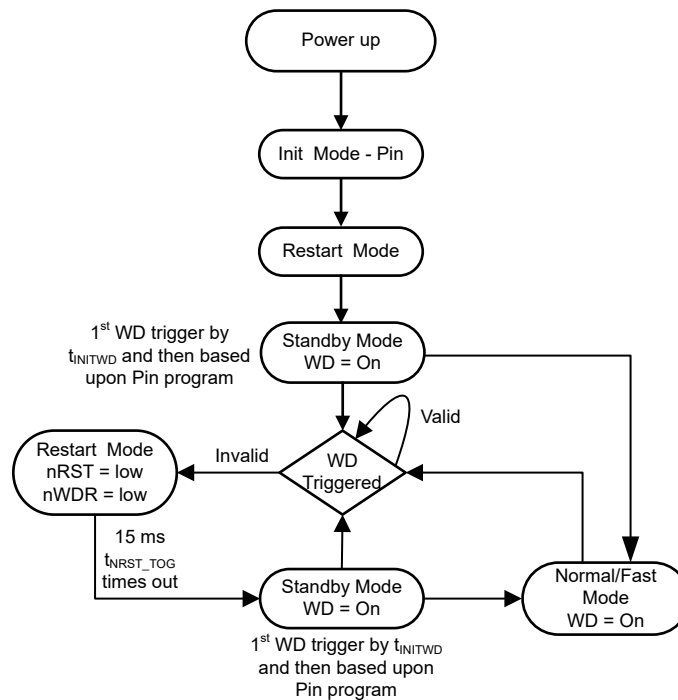 Power up
Init Mode - Pin
Restart Mode
1st WD trigger by
tINITWD and then based
upon Pin program
Standby Mode
WD = On
Valid
WD
Triggered
Invalid
Restart Mode
nRST = low
nWDR = low
15 ms
tNRST_TOG
times out
Standby Mode
WD = On
Normal/Fast
Mode
WD = On
1st WD trigger by tINITWD
and then based upon
Pin program